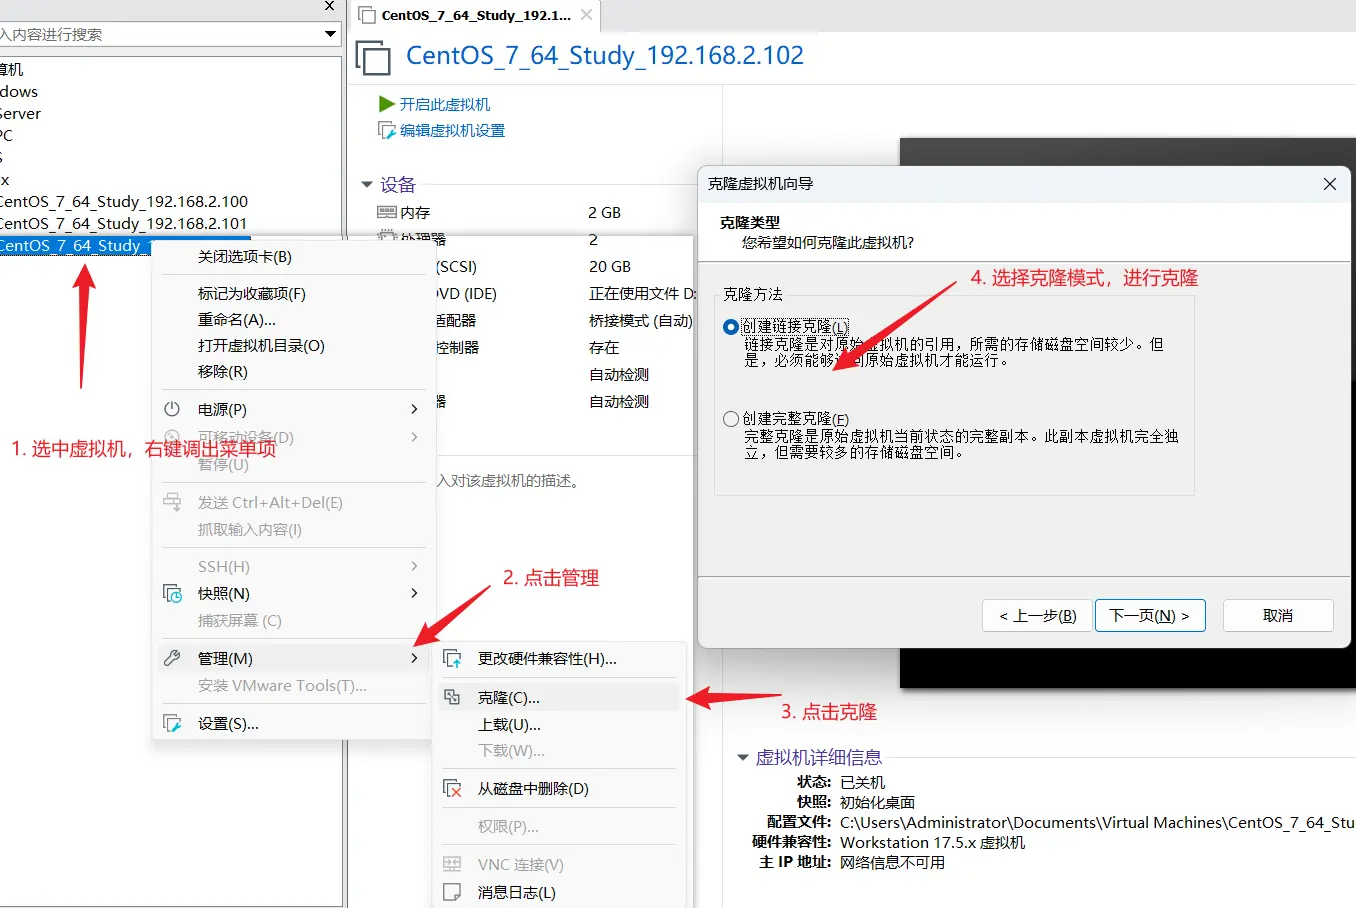 入内容进行搜索
算机
dows
Server
PC
S
x
CentOS_7_64_Study_192.168.2.100
CentOS_7_64_Study_192.168.2.101
CentOS_7_64_Study_
1. 选中虚拟机，右键调出菜单项
CentOS_7_64_Study_192.1...
CentOS_7_64_Study_192.168.2.102
开启此虚拟机
编辑虚拟机设置
设备
内存 2 GB
处理器 2
(SCSI) 20 GB
DVD (IDE) 正在使用文件 D:
适配器 桥接模式 (自动)
控制器 存在
自动检测
器 自动检测
入对该虚拟机的描述。
关闭选项卡(B)
标记为收藏项(F)
重命名(A)...
打开虚拟机目录(O)
移除(R)
电源(P)
可移动设备(D)
暂停(U)
发送 Ctrl+Alt+Del(E)
抓取输入内容(I)
SSH(H)
快照(N)
捕获屏幕 (C)
管理(M)
安装 VMware Tools(T)...
设置(S)...
2. 点击管理
更改硬件兼容性(H)...
克隆(C)...
上载(U)...
下载(W)...
从磁盘中删除(D)
权限(P)...
VNC 连接(V)
消息日志(L)
3. 点击克隆
克隆虚拟机向导
克隆类型
您希望如何克隆此虚拟机?
4. 选择克隆模式，进行克隆
克隆方法
创建链接克隆(L)
链接克隆是对原始虚拟机的引用，所需的存储磁盘空间较少。但
是，必须能够访问原始虚拟机才能运行。
创建完整克隆(F)
完整克隆是原始虚拟机当前状态的完整副本。此副本虚拟机完全独
立，但需要较多的存储磁盘空间。
< 上一步(B)
下一页(N) >
取消
虚拟机详细信息
状态: 已关机
快照: 初始化桌面
配置文件: C:\Users\Administrator\Documents\Virtual Machines\CentOS_7_64_Stu
硬件兼容性: Workstation 17.5.x 虚拟机
主 IP 地址: 网络信息不可用